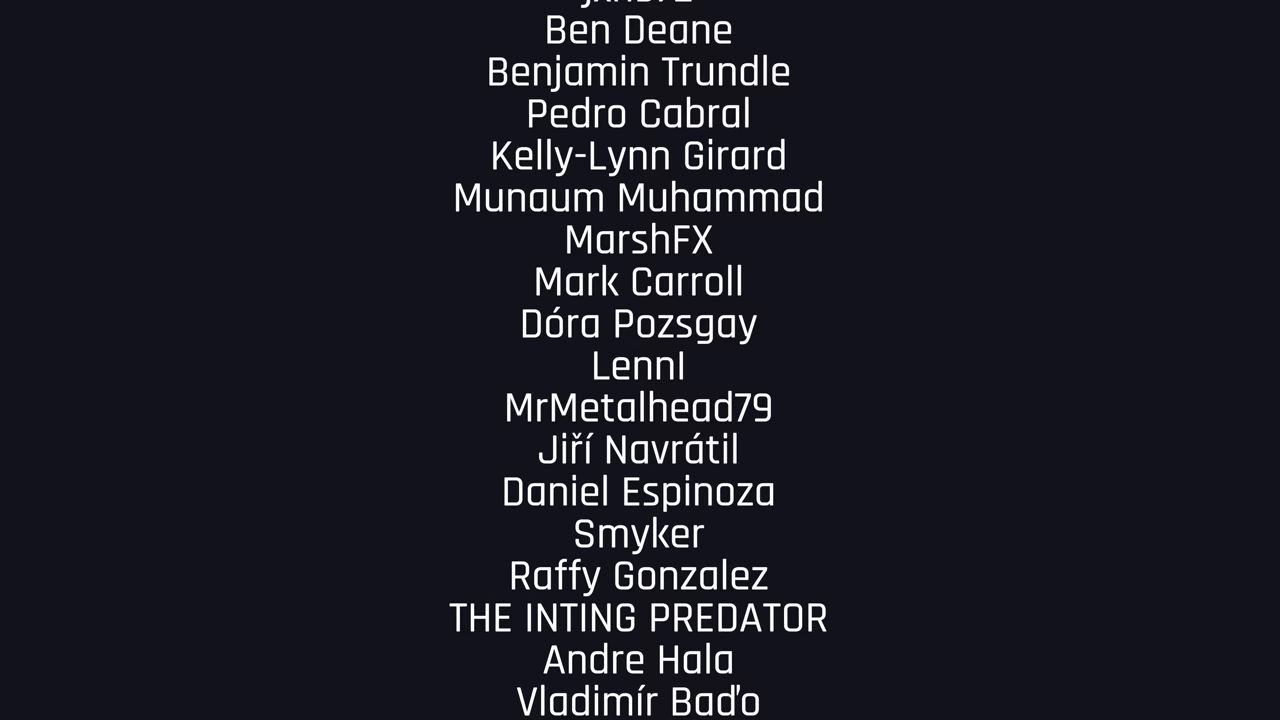 Ben Deane
Benjamin Trundle
Pedro Cabral
Kelly-Lynn Girard
Munaum Muhammad
MarshFX
Mark Carroll
Dóra Pozsgay
LennI
MrMetalhead79
Jiří Navrátil
Daniel Espinoza
Smyker
Raffy Gonzalez
THE INTING PREDATOR
Andre Hala
Vladimír Baďo